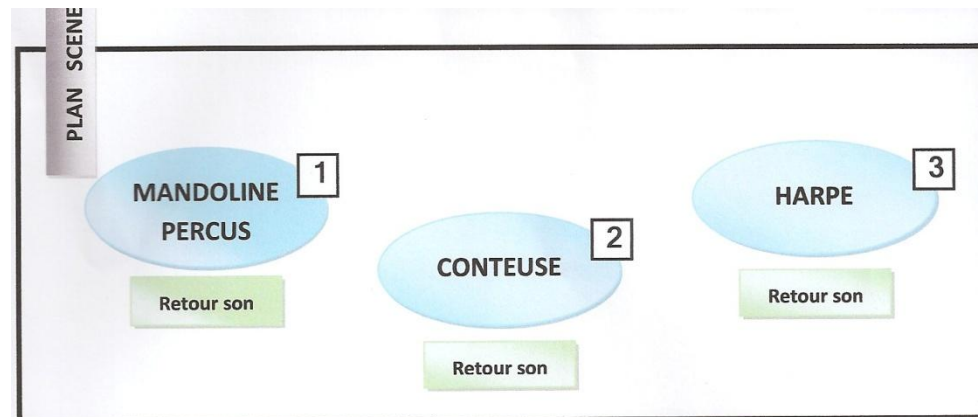 PLAN SCENE
1
MANDOLINE
PERCUS
Retour son
2
CONTEUSE
Retour son
3
HARPE
Retour son